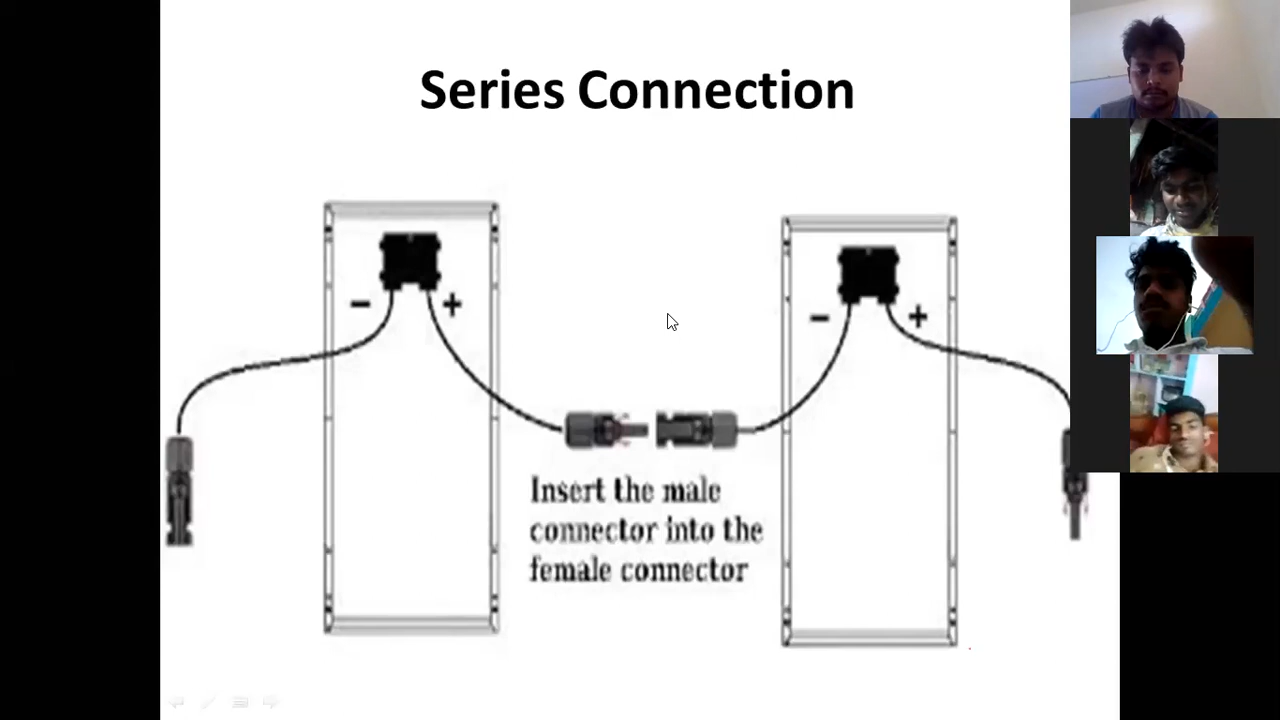 Series Connection
− +
− +
Insert the male
connector into the
female connector